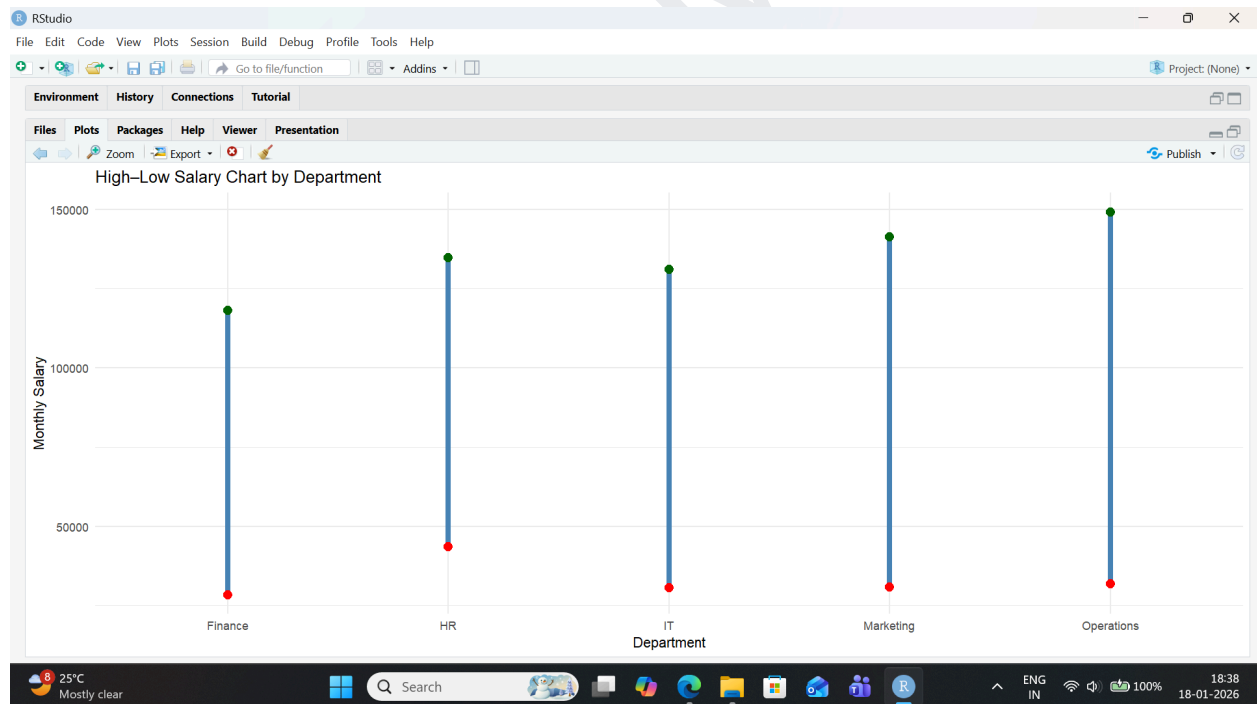 RStudio
File Edit Code View Plots Session Build Debug Profile Tools Help
Go to file/function Addins Project: (None)
Environment History Connections Tutorial
Files Plots Packages Help Viewer Presentation
Zoom Export Publish
High–Low Salary Chart by Department
150000
100000
50000
Monthly Salary
Finance HR IT Marketing Operations
Department
8 25°C
Mostly clear
Search
ENG
IN
100%
18:38
18-01-2026